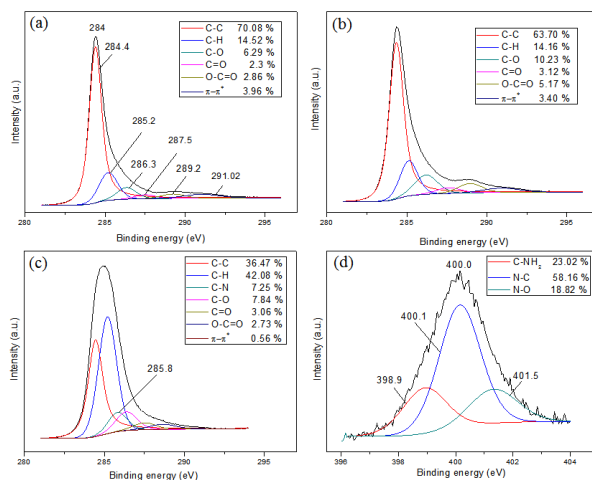 (a)
284
284.4
C-C 70.08 %
C-H 14.52 %
C-O 6.29 %
C=O 2.3 %
O-C=O 2.86 %
π-π* 3.96 %
285.2
286.3
287.5
289.2
291.02
Intensity (a.u.)
280 285 290 295
Binding energy (eV)
(b)
C-C 63.70 %
C-H 14.16 %
C-O 10.23 %
C=O 3.12 %
O-C=O 5.17 %
π-π* 3.40 %
Intensity (a.u.)
280 285 290 295
Binding energy (eV)
(c)
C-C 36.47 %
C-H 42.08 %
C-N 7.25 %
C-O 7.84 %
C=O 3.06 %
O-C=O 2.73 %
π-π* 0.56 %
285.8
Intensity (a.u.)
280 285 290 295
Binding energy (eV)
(d)
400.0
C-NH₂ 23.02 %
N-C 58.16 %
N-O 18.82 %
400.1
398.9
401.5
Intensity (a.u.)
396 398 400 402 404
Binding energy (eV)